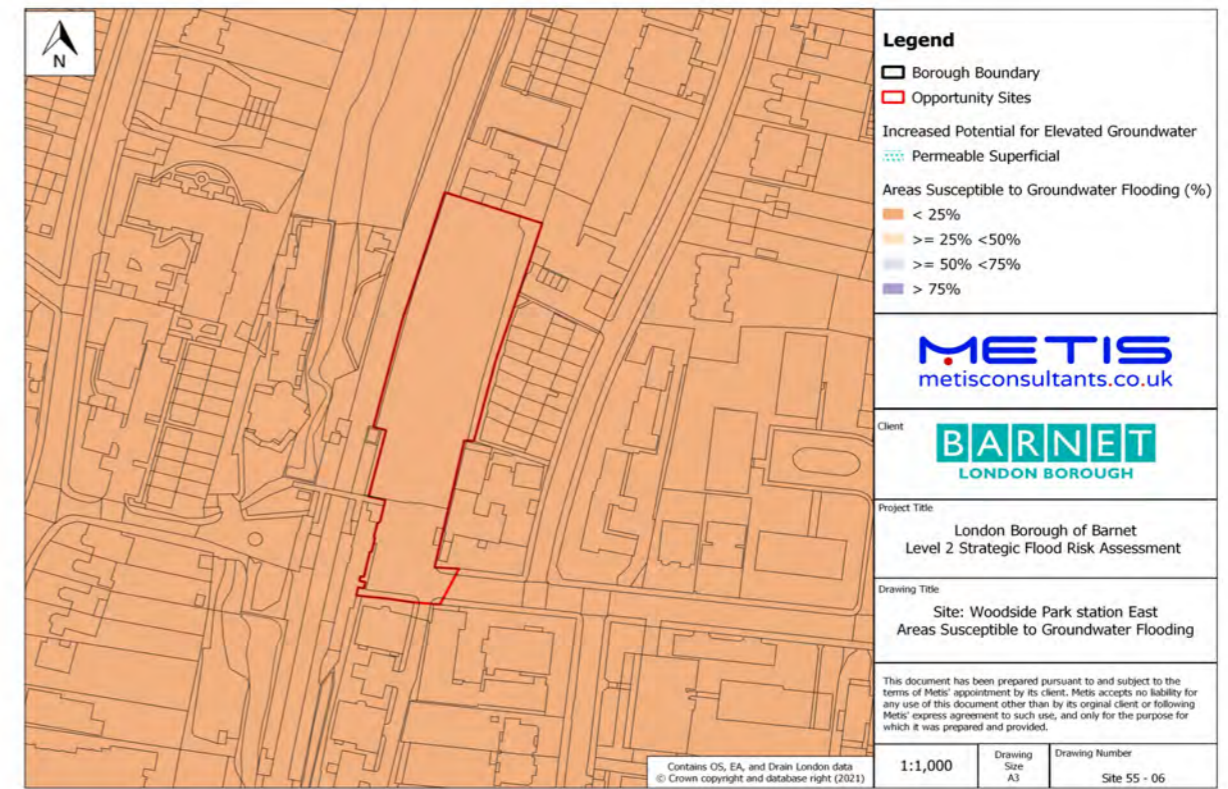 N
Legend
Borough Boundary
Opportunity Sites
Increased Potential for Elevated Groundwater
Permeable Superficial
Areas Susceptible to Groundwater Flooding (%)
< 25%
>= 25% <50%
>= 50% <75%
> 75%
METIS
metisconsultants.co.uk
Client
BARNET
LONDON BOROUGH
Project Title
London Borough of Barnet
Level 2 Strategic Flood Risk Assessment
Drawing Title
Site: Woodside Park station East
Areas Susceptible to Groundwater Flooding
This document has been prepared pursuant to and subject to the
terms of Metis' appointment by its client. Metis accepts no liability for
any use of this document other than by its orginal client or following
Metis' express agreement to such use, and only for the purpose for
which it was prepared and provided.
Contains OS, EA, and Drain London data
© Crown copyright and database right (2021)
1:1,000
Drawing
Size
A3
Drawing Number
Site 55 - 06